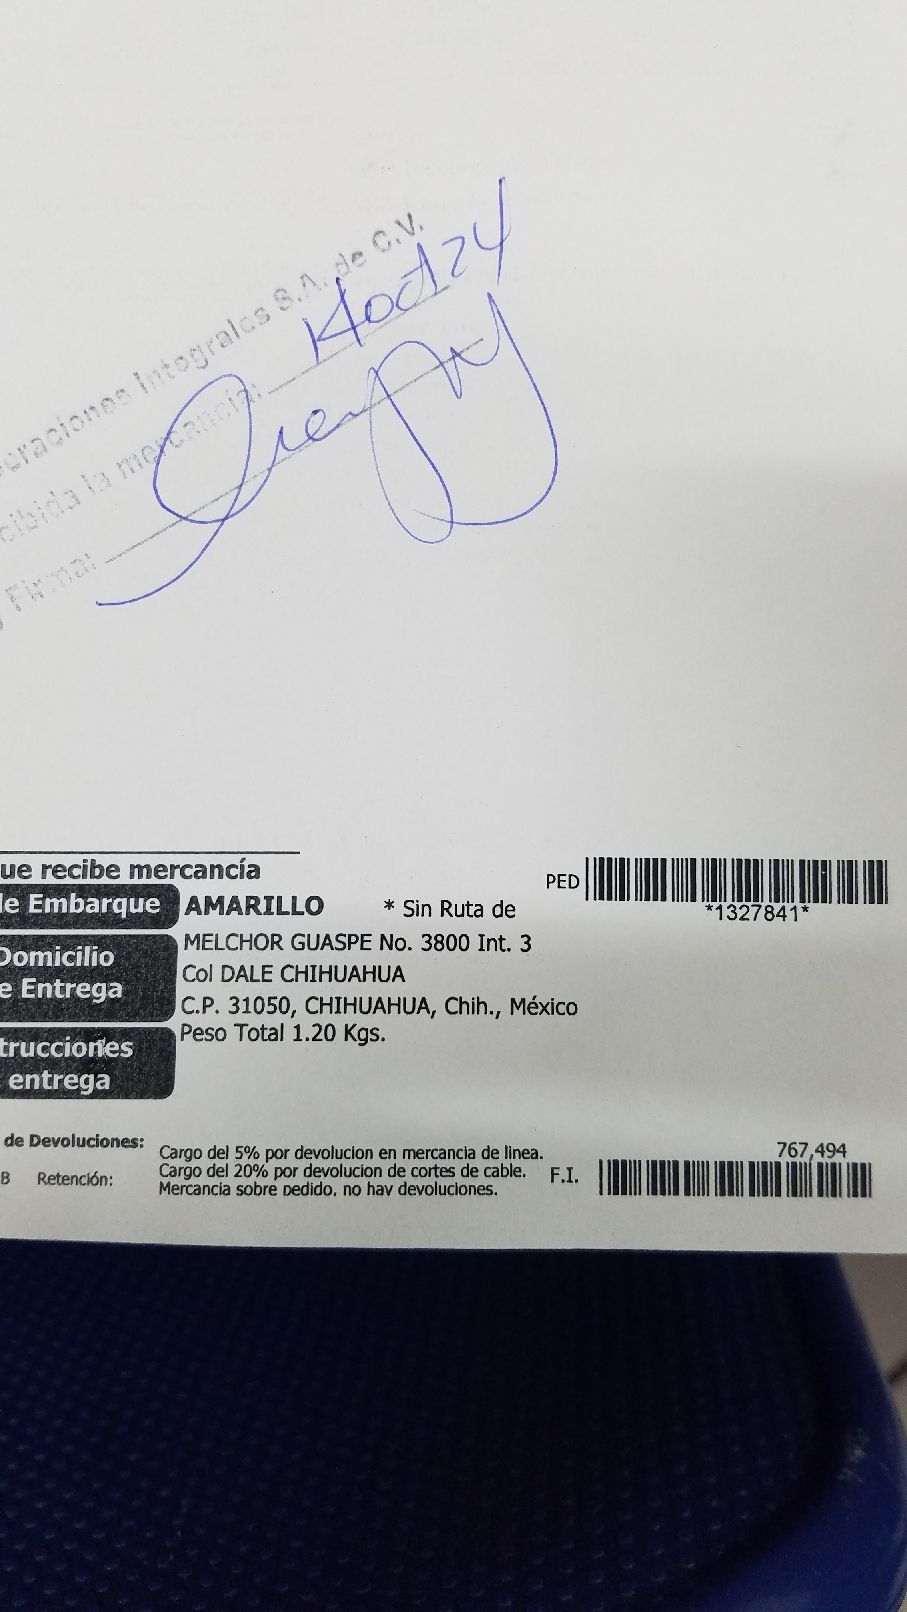 eraciones Integrales S.A. de C.V.
cibida la mercancía:
Firma:
ue recibe mercancía
e Embarque AMARILLO * Sin Ruta de
PED *1327841*
Domicilio
e Entrega
MELCHOR GUASPE No. 3800 Int. 3
Col DALE CHIHUAHUA
C.P. 31050, CHIHUAHUA, Chih., México
Peso Total 1.20 Kgs.
trucciones
entrega
de Devoluciones:
B Retención:
Cargo del 5% por devolucion en mercancia de linea.
Cargo del 20% por devolucion de cortes de cable.
Mercancia sobre pedido, no hay devoluciones.
F.I. 767,494